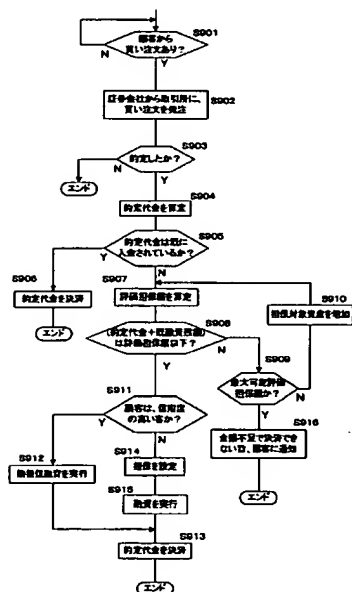 S901
顧客から
買い注文あり?
N
Y
S902
証券会社から取引所に、
買い注文を発注
S903
約定したか?
N
Y
エンド
S904
約定代金を算定
S905
約定代金は既に
入金されているか?
Y
N
S906
約定代金を決済
エンド
S907
評価担保額を算定
S908
(約定代金+既融資残額)
は評価担保額以下?
N
Y
S909
最大可能評価
担保額か?
N
Y
S910
担保対象資産を増加
S916
金額不足で決済でき
ない旨、顧客に通知
エンド
S911
顧客は、信用度
の高い客か?
Y
N
S912
無担保融資を実行
S914
担保を設定
S915
融資を実行
S913
約定代金を決済
エンド